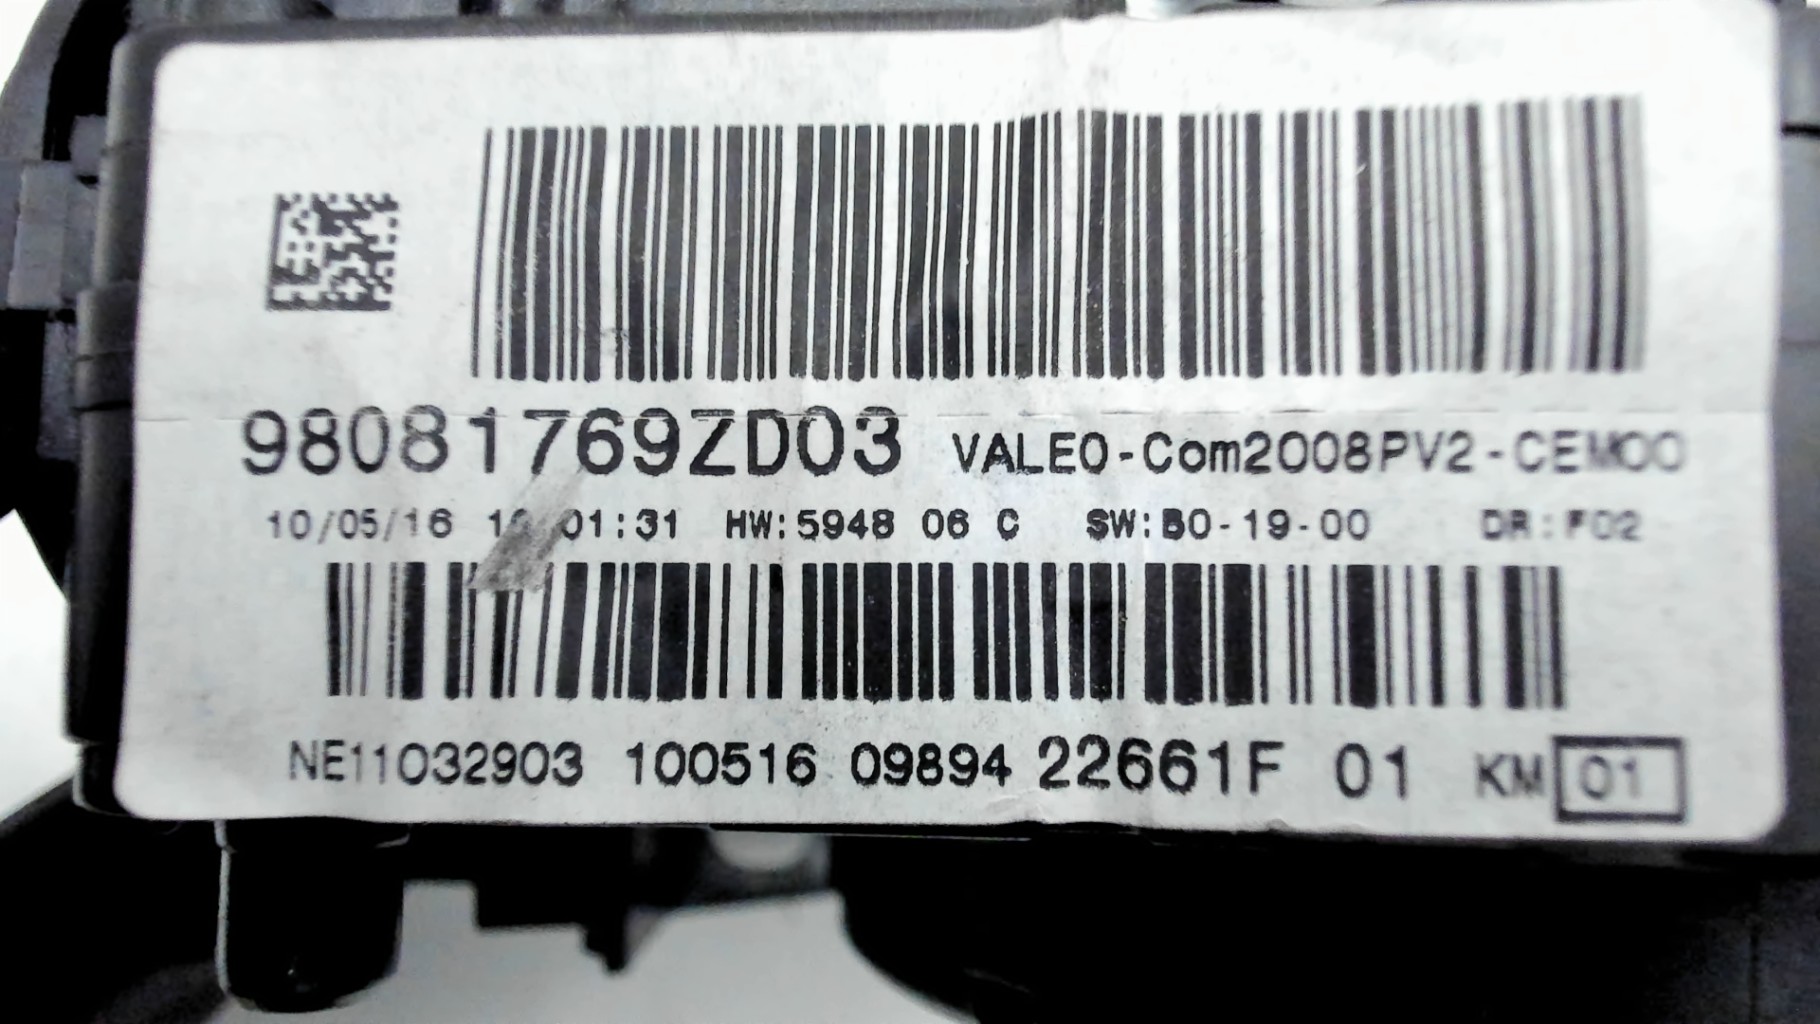 98081769ZD03 VALEO-Com2008PV2-CEM00
10/05/16 01:31 HW:5948 06 C SW:B0-19-00 DR:F02
NE11032903 100516 09894 22661F 01 KM 01